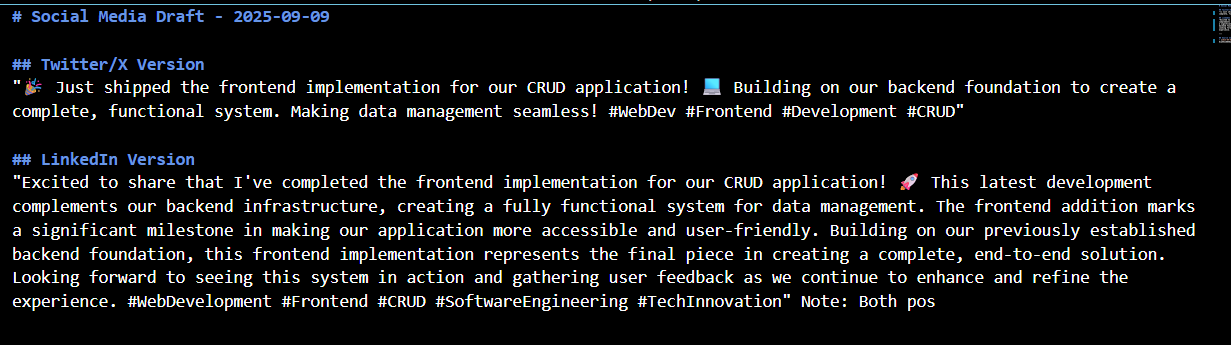 # Social Media Draft - 2025-09-09
## Twitter/X Version
"🎉 Just shipped the frontend implementation for our CRUD application! 💻 Building on our backend foundation to create a
complete, functional system. Making data management seamless! #WebDev #Frontend #Development #CRUD"
## LinkedIn Version
"Excited to share that I've completed the frontend implementation for our CRUD application! 🚀 This latest development
complements our backend infrastructure, creating a fully functional system for data management. The frontend addition marks
a significant milestone in making our application more accessible and user-friendly. Building on our previously established
backend foundation, this frontend implementation represents the final piece in creating a complete, end-to-end solution.
Looking forward to seeing this system in action and gathering user feedback as we continue to enhance and refine the
experience. #WebDevelopment #Frontend #CRUD #SoftwareEngineering #TechInnovation" Note: Both pos